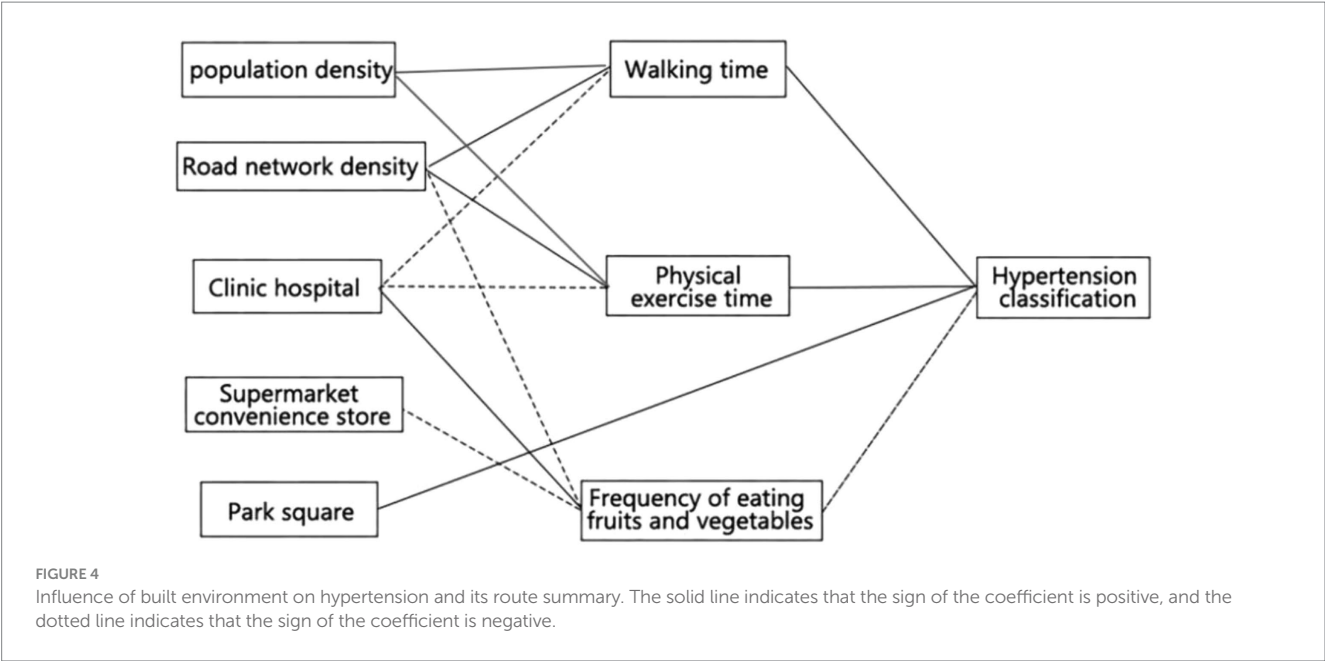 population density
Walking time
Road network density
Clinic hospital
Physical
exercise time
Hypertension
classification
Supermarket
convenience store
Park square
Frequency of eating
fruits and vegetables
FIGURE 4
Influence of built environment on hypertension and its route summary. The solid line indicates that the sign of the coefficient is positive, and the
dotted line indicates that the sign of the coefficient is negative.